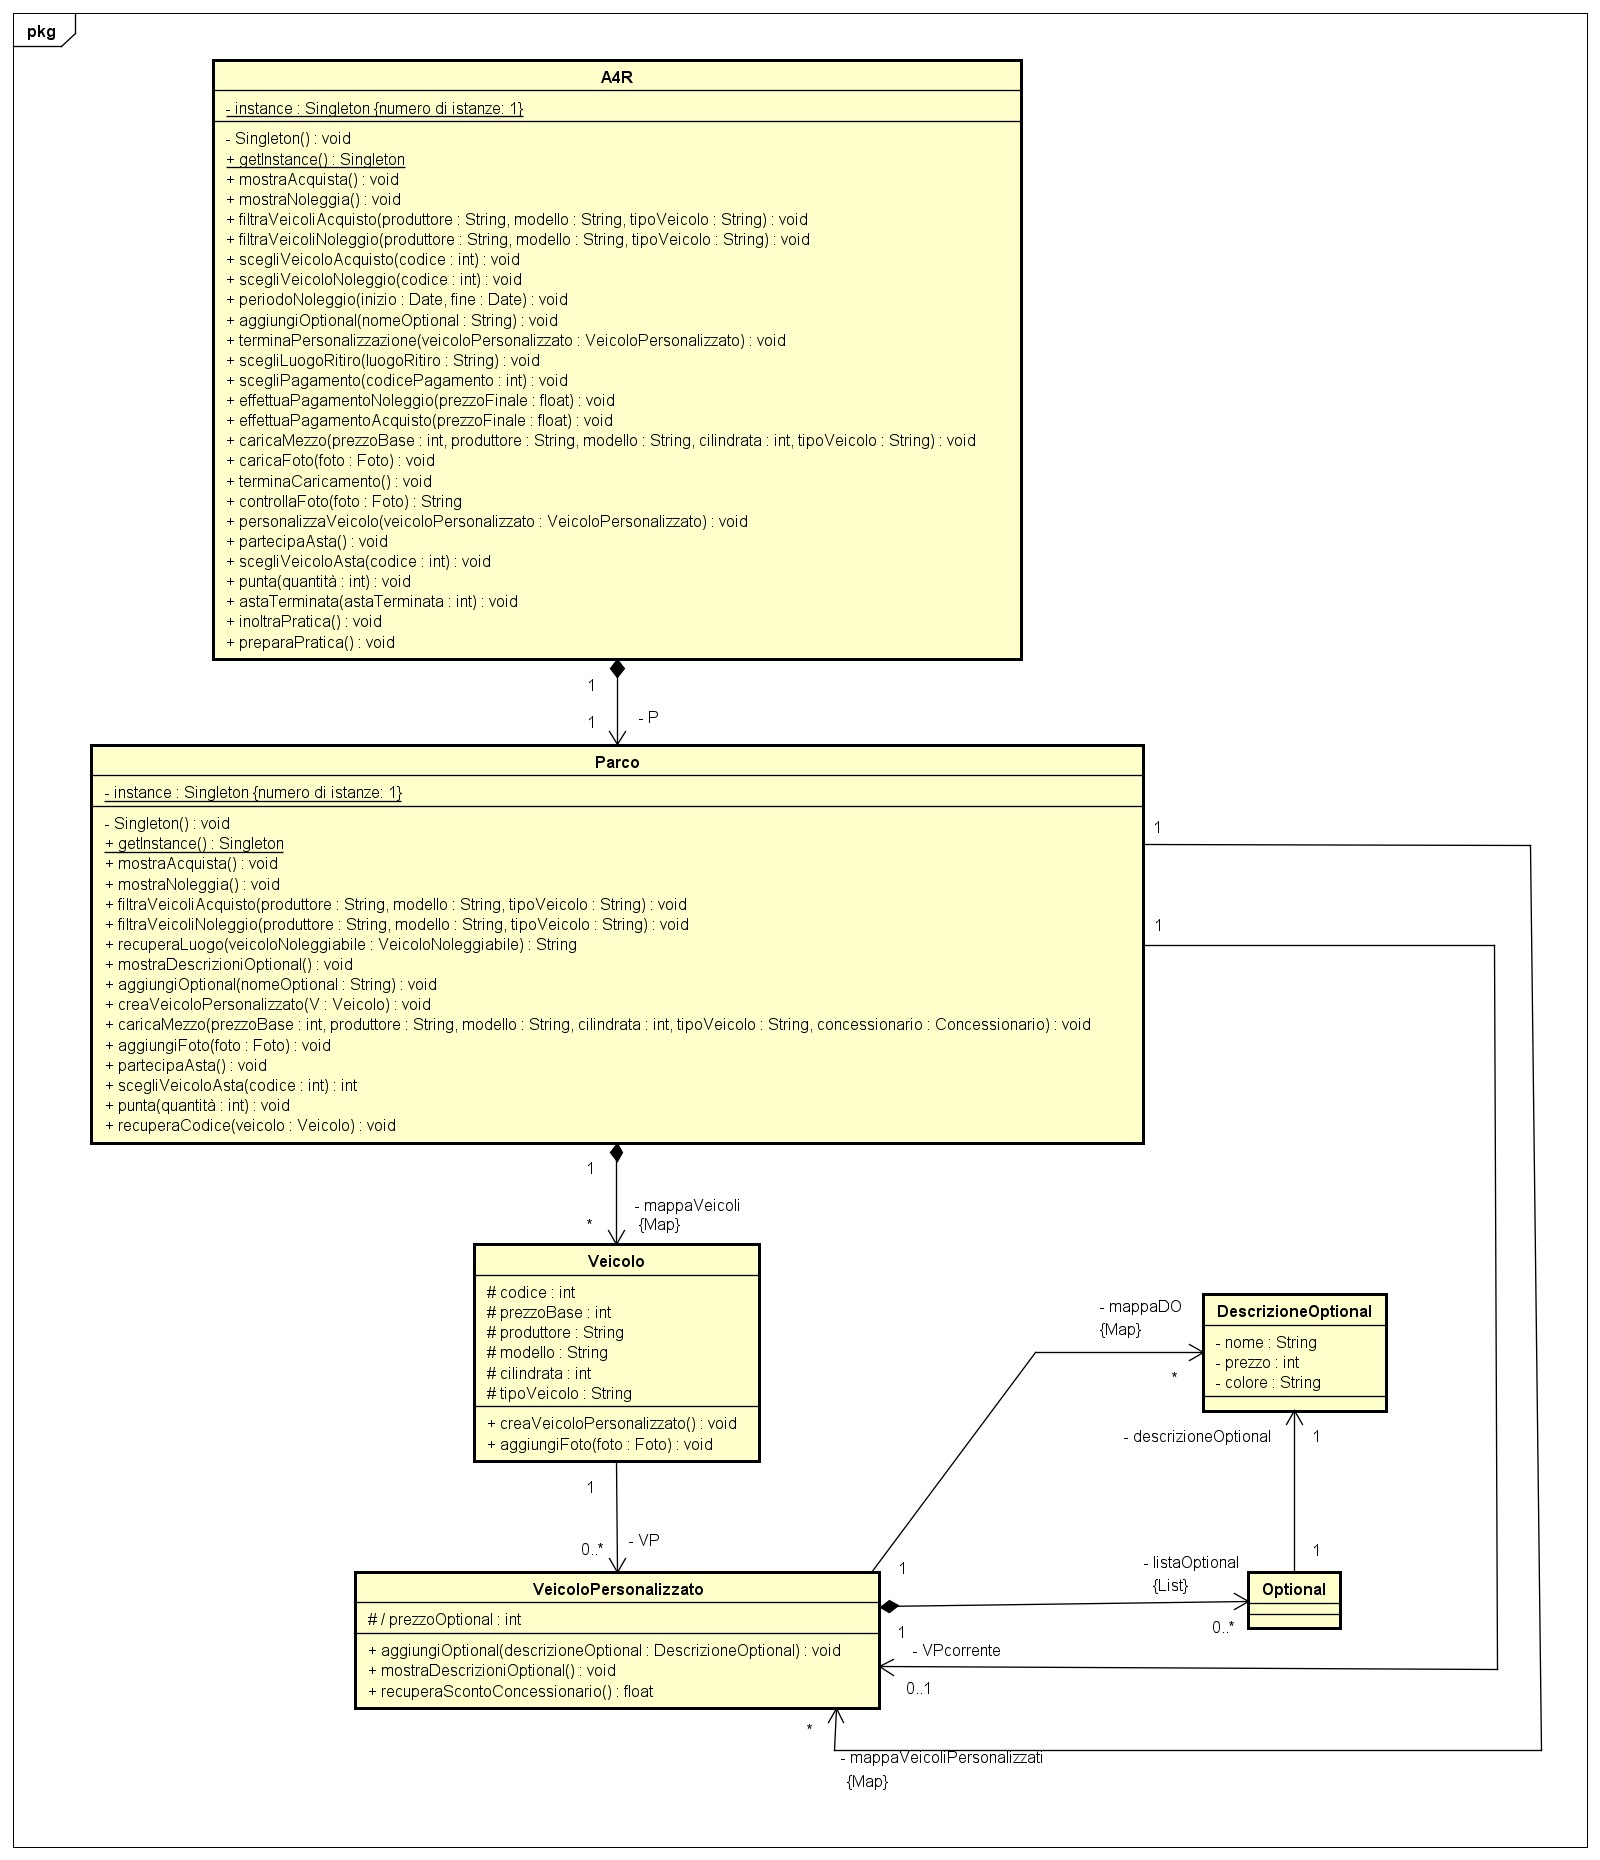 pkg
A4R
- instance : Singleton {numero di istanze: 1}
- Singleton() : void
+ getInstance() : Singleton
+ mostraAcquista() : void
+ mostraNoleggia() : void
+ filtraVeicoliAcquisto(produttore : String, modello : String, tipoVeicolo : String) : void
+ filtraVeicoliNoleggio(produttore : String, modello : String, tipoVeicolo : String) : void
+ scegliVeicoloAcquisto(codice : int) : void
+ scegliVeicoloNoleggio(codice : int) : void
+ periodoNoleggio(inizio : Date, fine : Date) : void
+ aggiungiOptional(nomeOptional : String) : void
+ terminaPersonalizzazione(veicoloPersonalizzato : VeicoloPersonalizzato) : void
+ scegliLuogoRitiro(luogoRitiro : String) : void
+ scegliPagamento(codicePagamento : int) : void
+ effettuaPagamentoNoleggio(prezzoFinale : float) : void
+ effettuaPagamentoAcquisto(prezzoFinale : float) : void
+ caricaMezzo(prezzoBase : int, produttore : String, modello : String, cilindrata : int, tipoVeicolo : String) : void
+ caricaFoto(foto : Foto) : void
+ terminaCaricamento() : void
+ controllaFoto(foto : Foto) : String
+ personalizzaVeicolo(veicoloPersonalizzato : VeicoloPersonalizzato) : void
+ partecipaAsta() : void
+ scegliVeicoloAsta(codice : int) : void
+ punta(quantità : int) : void
+ astaTerminata(astaTerminata : int) : void
+ inoltraPratica() : void
+ preparaPratica() : void
1
1
- P
Parco
- instance : Singleton {numero di istanze: 1}
- Singleton() : void
+ getInstance() : Singleton
+ mostraAcquista() : void
+ mostraNoleggia() : void
+ filtraVeicoliAcquisto(produttore : String, modello : String, tipoVeicolo : String) : void
+ filtraVeicoliNoleggio(produttore : String, modello : String, tipoVeicolo : String) : void
+ recuperaLuogo(veicoloNoleggiabile : VeicoloNoleggiabile) : String
+ mostraDescrizioniOptional() : void
+ aggiungiOptional(nomeOptional : String) : void
+ creaVeicoloPersonalizzato(V : Veicolo) : void
+ caricaMezzo(prezzoBase : int, produttore : String, modello : String, cilindrata : int, tipoVeicolo : String, concessionario : Concessionario) : void
+ aggiungiFoto(foto : Foto) : void
+ partecipaAsta() : void
+ scegliVeicoloAsta(codice : int) : int
+ punta(quantità : int) : void
+ recuperaCodice(veicolo : Veicolo) : void
1
1
1
- mappaVeicoli
{Map}
*
Veicolo
# codice : int
# prezzoBase : int
# produttore : String
# modello : String
# cilindrata : int
# tipoVeicolo : String
+ creaVeicoloPersonalizzato() : void
+ aggiungiFoto(foto : Foto) : void
- mappaDO
{Map}
*
DescrizioneOptional
- nome : String
- prezzo : int
- colore : String
- descrizioneOptional
1
1
- VP
0..*
1
1
- listaOptional
{List}
0..*
Optional
VeicoloPersonalizzato
# / prezzoOptional : int
+ aggiungiOptional(descrizioneOptional : DescrizioneOptional) : void
+ mostraDescrizioniOptional() : void
+ recuperaScontoConcessionario() : float
1
- VPcorrente
0..1
*
- mappaVeicoliPersonalizzati
{Map}